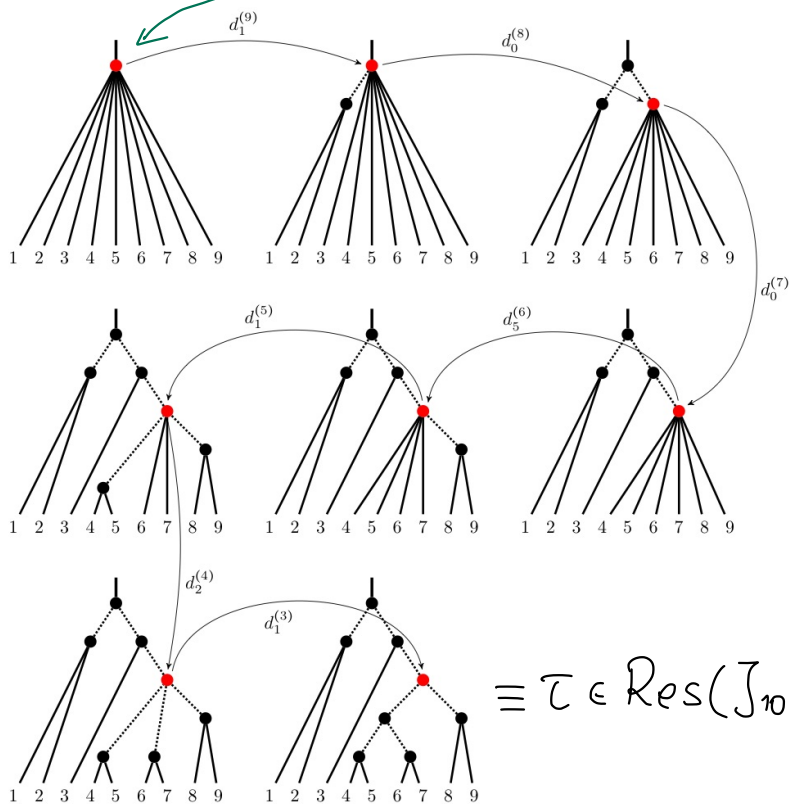 d_1^{(9)} d_0^{(8)}
1 2 3 4 5 6 7 8 9 1 2 3 4 5 6 7 8 9 1 2 3 4 5 6 7 8 9
d_0^{(7)}
d_1^{(5)} d_5^{(6)}
1 2 3 4 5 6 7 8 9 1 2 3 4 5 6 7 8 9 1 2 3 4 5 6 7 8 9
d_2^{(4)} d_1^{(3)}
≡ τ ∈ Res(J_{10}
1 2 3 4 5 6 7 8 9 1 2 3 4 5 6 7 8 9